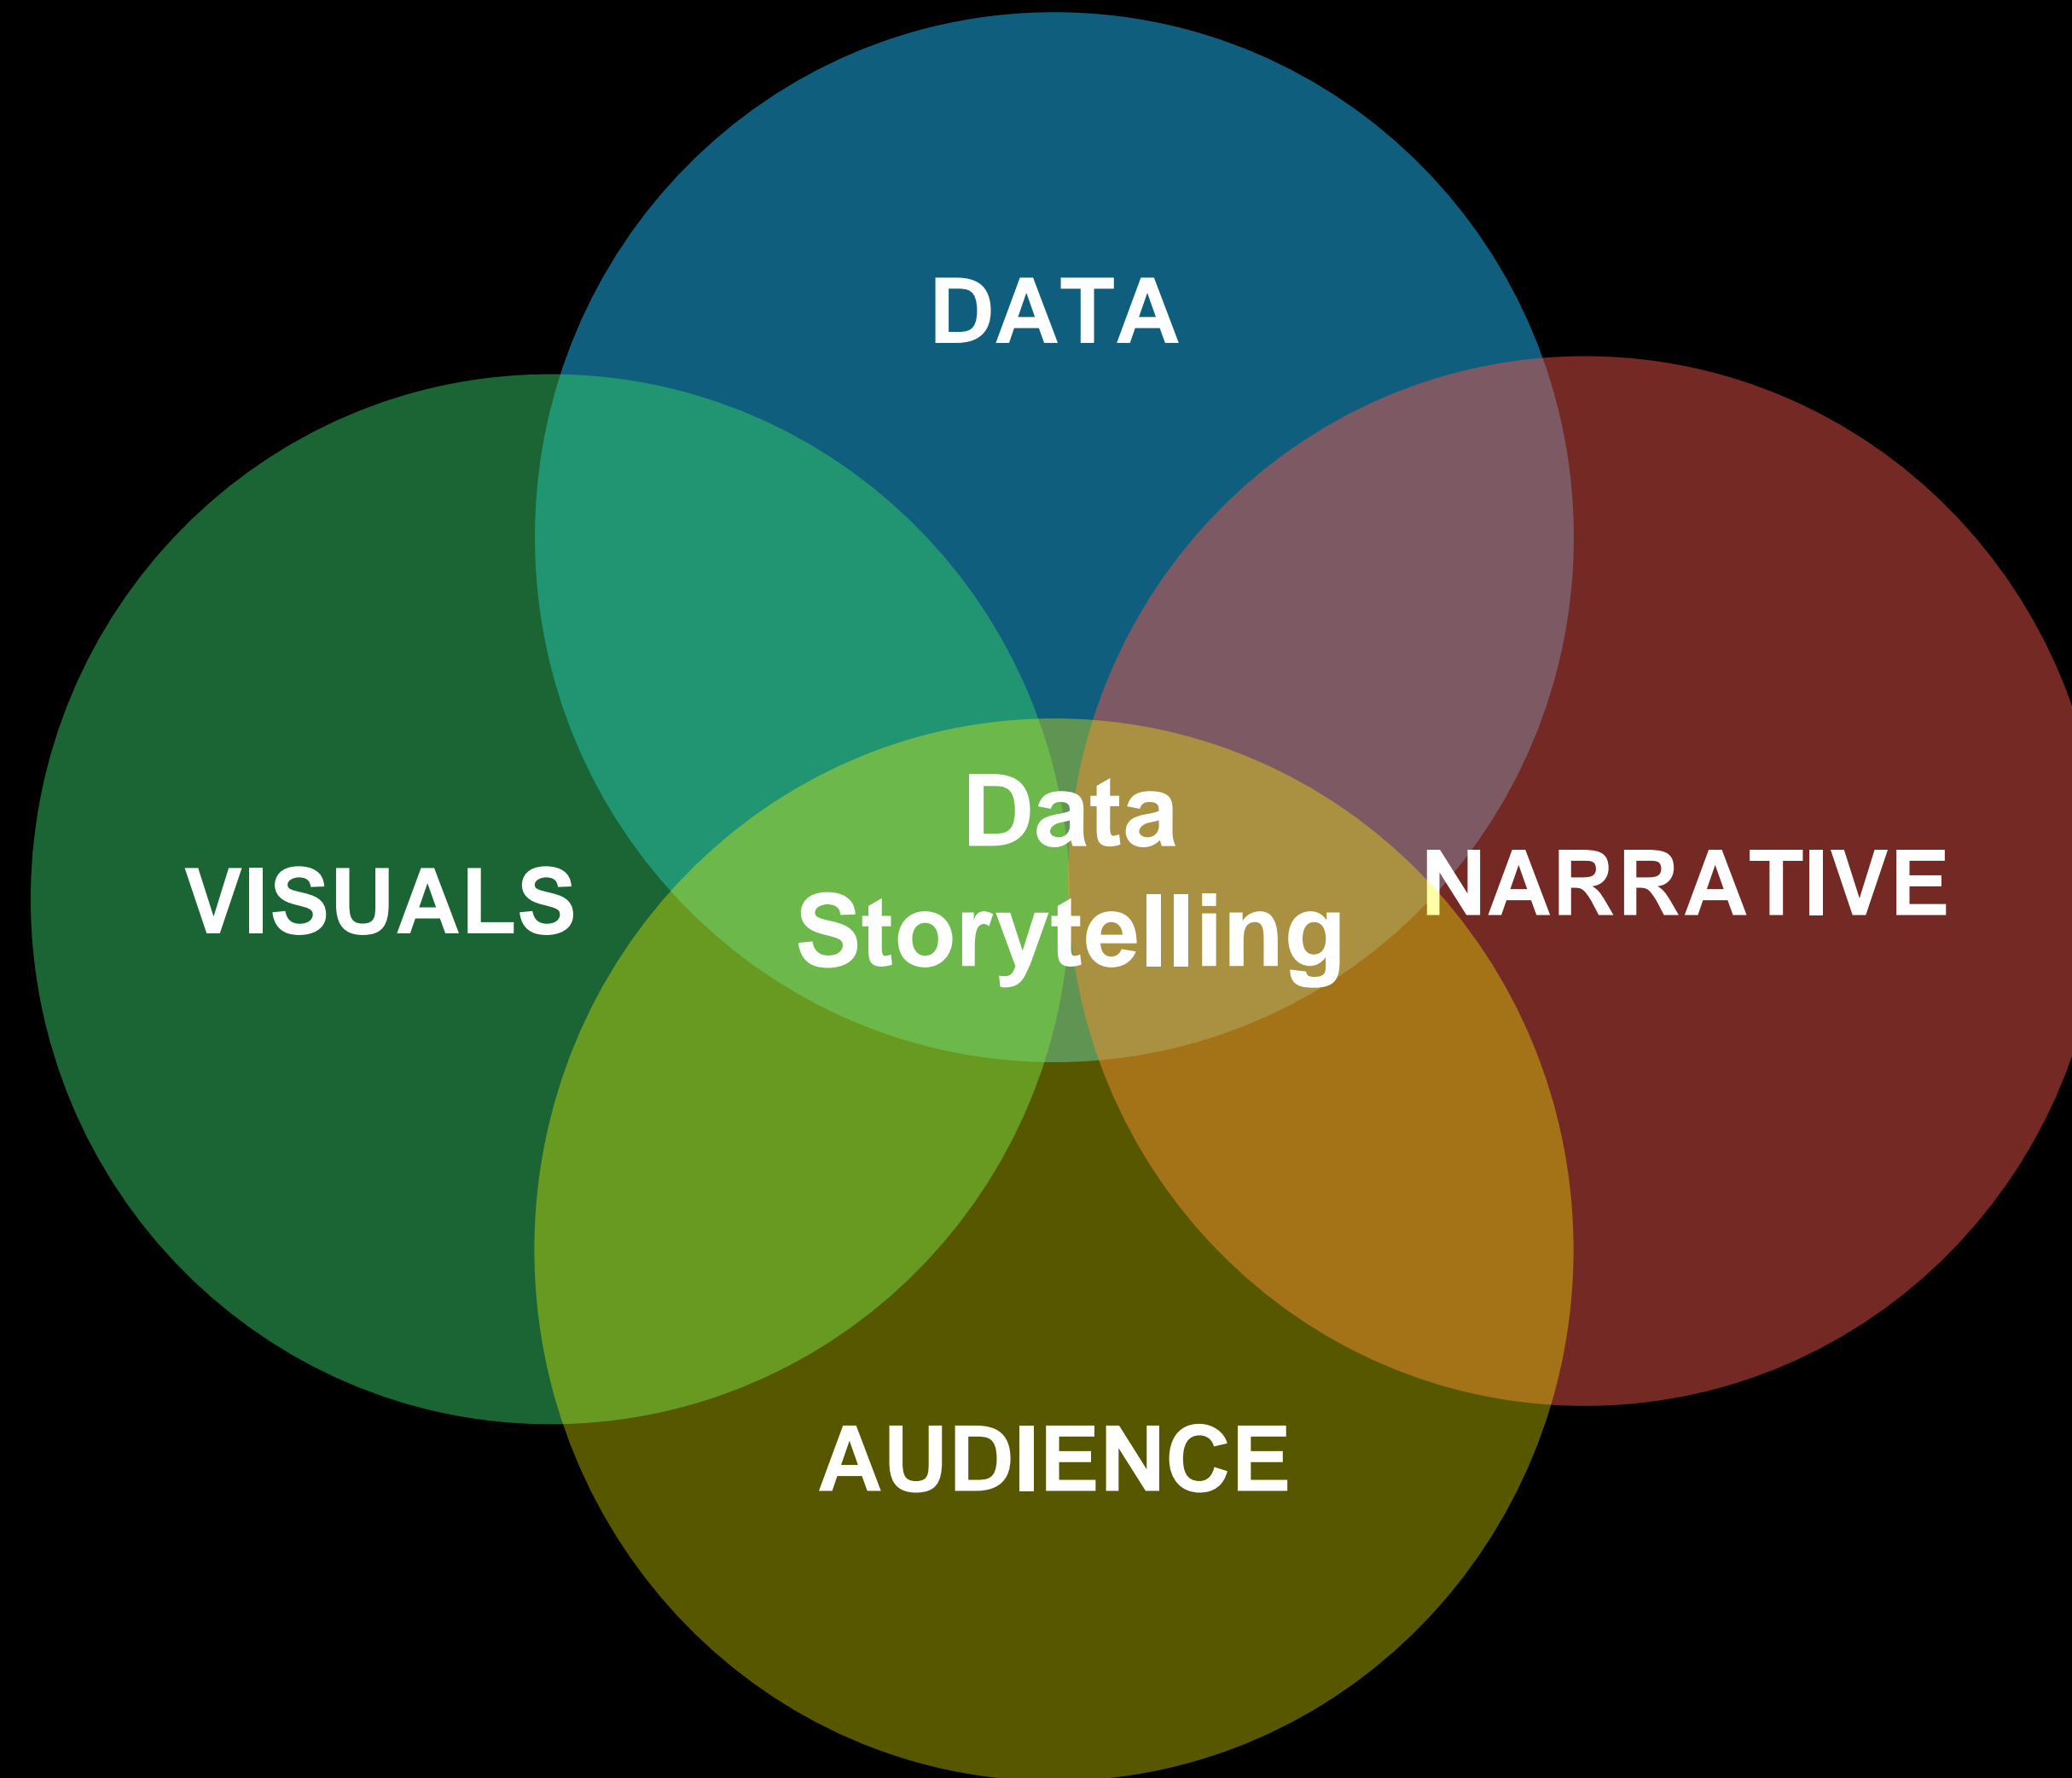 DATA
VISUALS
Data
Storytelling
NARRATIVE
AUDIENCE